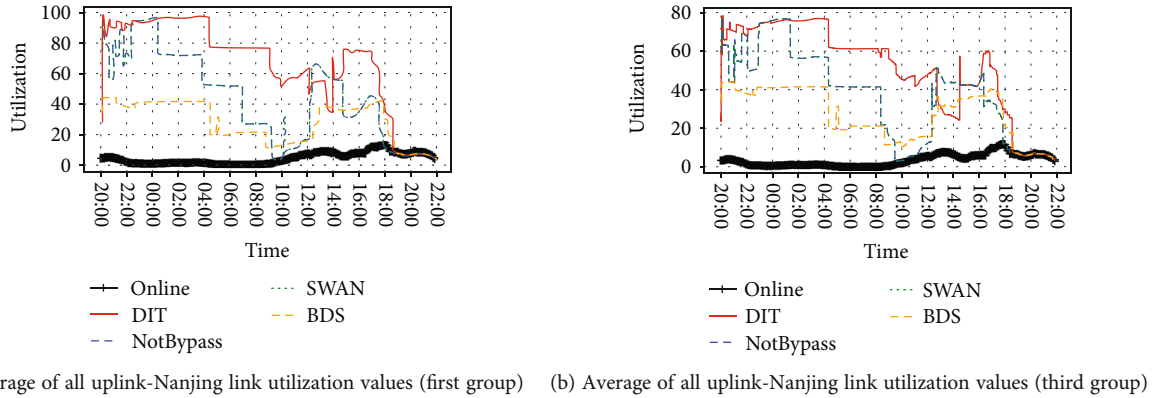 100
80
60
40
20
0
Utilization
20:00
22:00
00:00
02:00
04:00
06:00
08:00
10:00
12:00
14:00
16:00
18:00
20:00
22:00
Time
Online
DIT
NotBypass
SWAN
BDS
80
60
40
20
0
Utilization
20:00
22:00
00:00
02:00
04:00
06:00
08:00
10:00
12:00
14:00
16:00
18:00
20:00
22:00
Time
Online
DIT
NotBypass
SWAN
BDS
rage of all uplink-Nanjing link utilization values (first group)
(b) Average of all uplink-Nanjing link utilization values (third group)